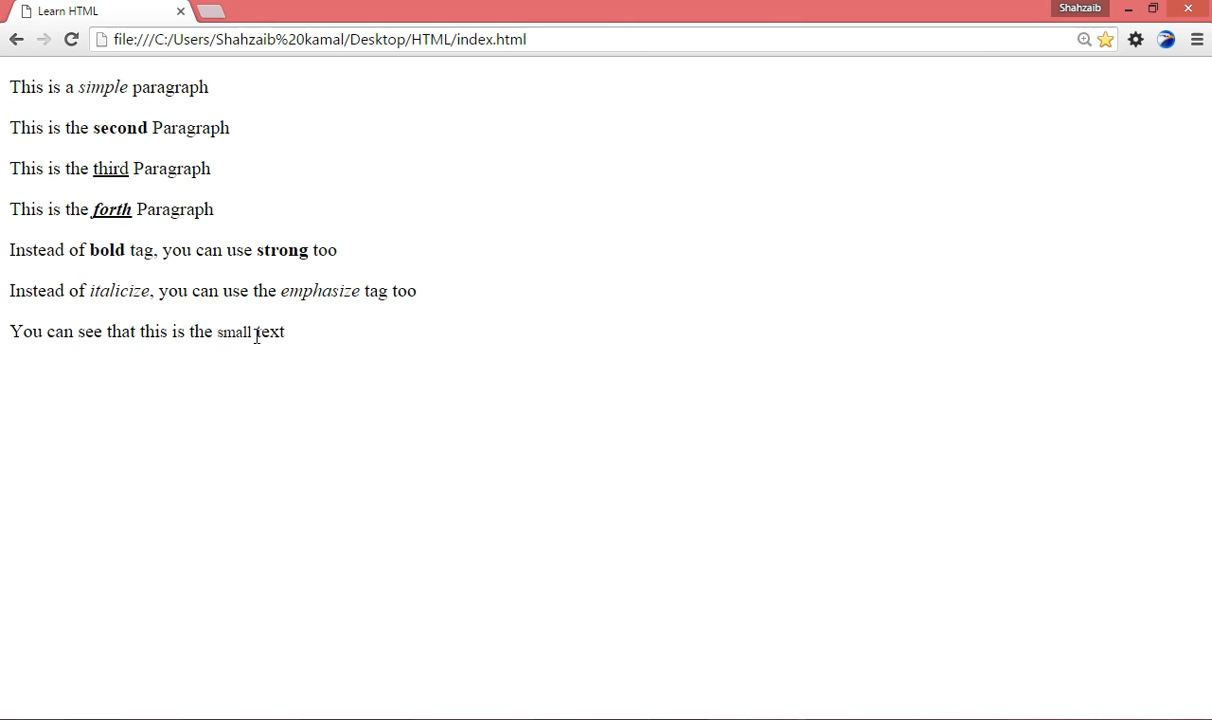 Learn HTML
Shahzaib
file:///C:/Users/Shahzaib%20kamal/Desktop/HTML/index.html
This is a simple paragraph
This is the second Paragraph
This is the third Paragraph
This is the forth Paragraph
Instead of bold tag, you can use strong too
Instead of italicize, you can use the emphasize tag too
You can see that this is the small text